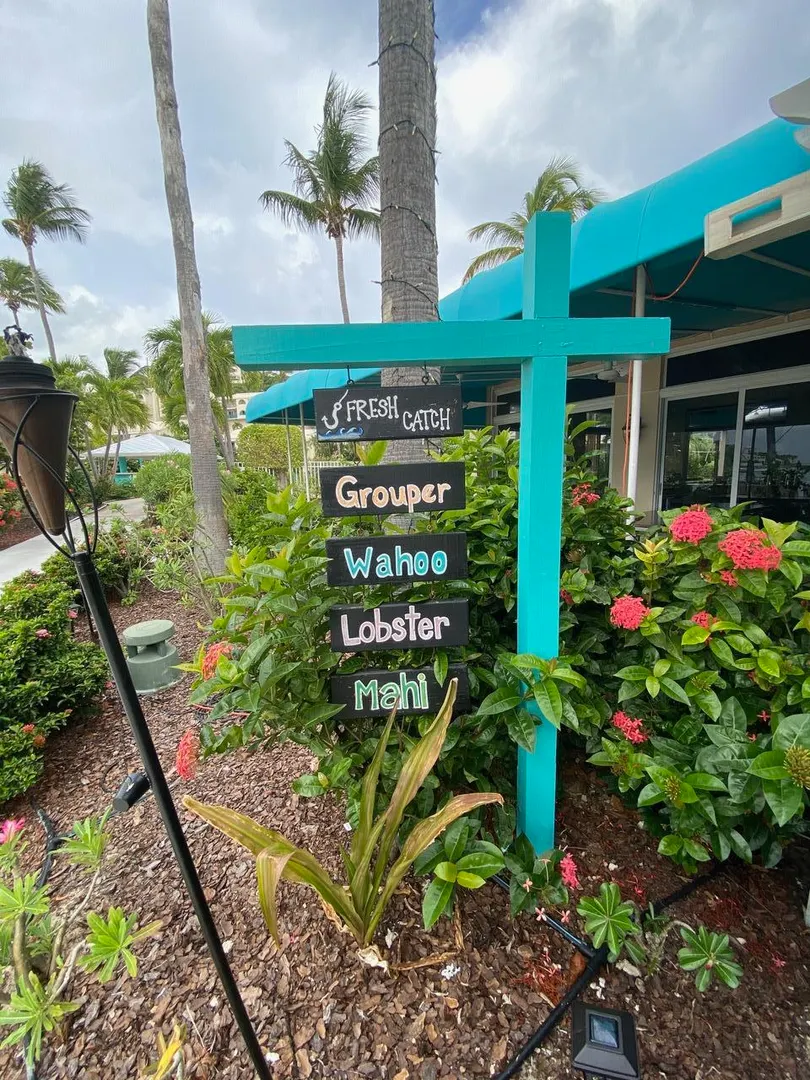 FRESH CATCH
Grouper
Wahoo
Lobster
Mahi